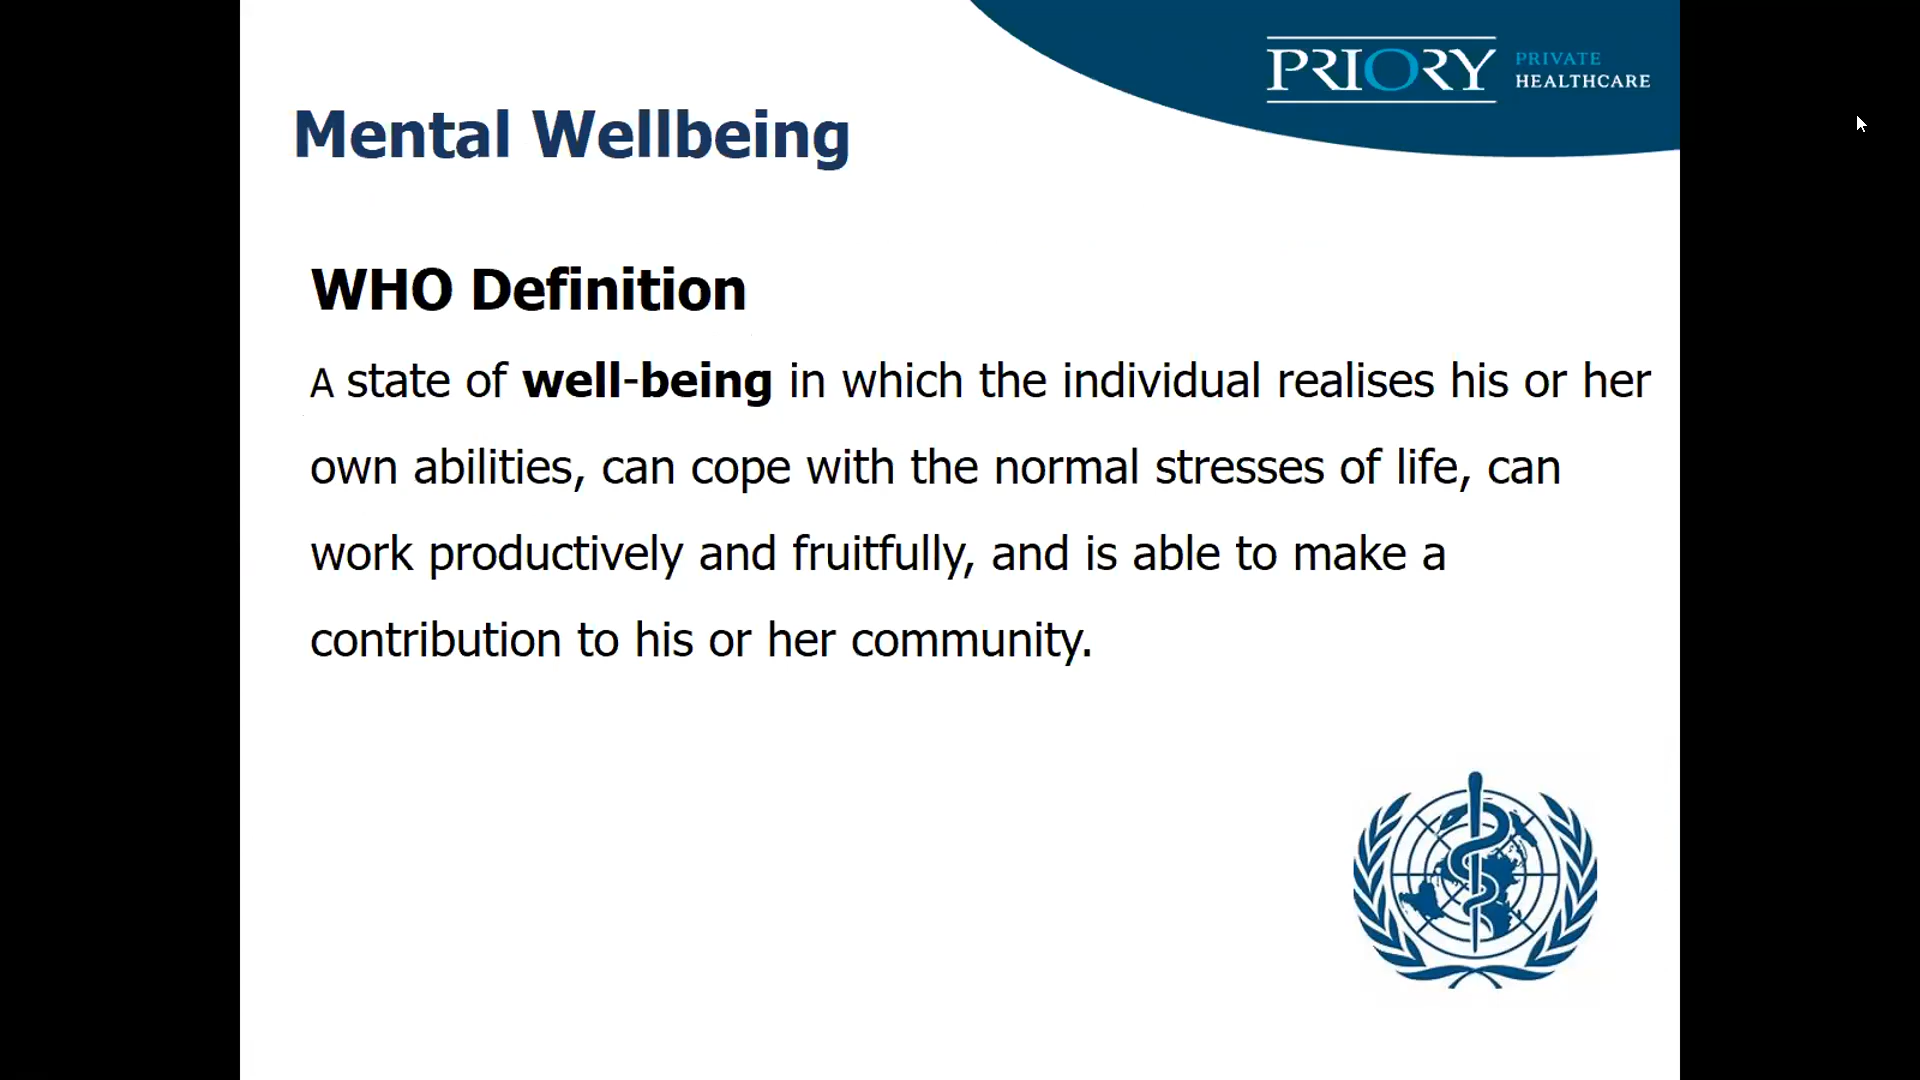 PRIORY PRIVATE
HEALTHCARE
Mental Wellbeing
WHO Definition
A state of well-being in which the individual realises his or her
own abilities, can cope with the normal stresses of life, can
work productively and fruitfully, and is able to make a
contribution to his or her community.